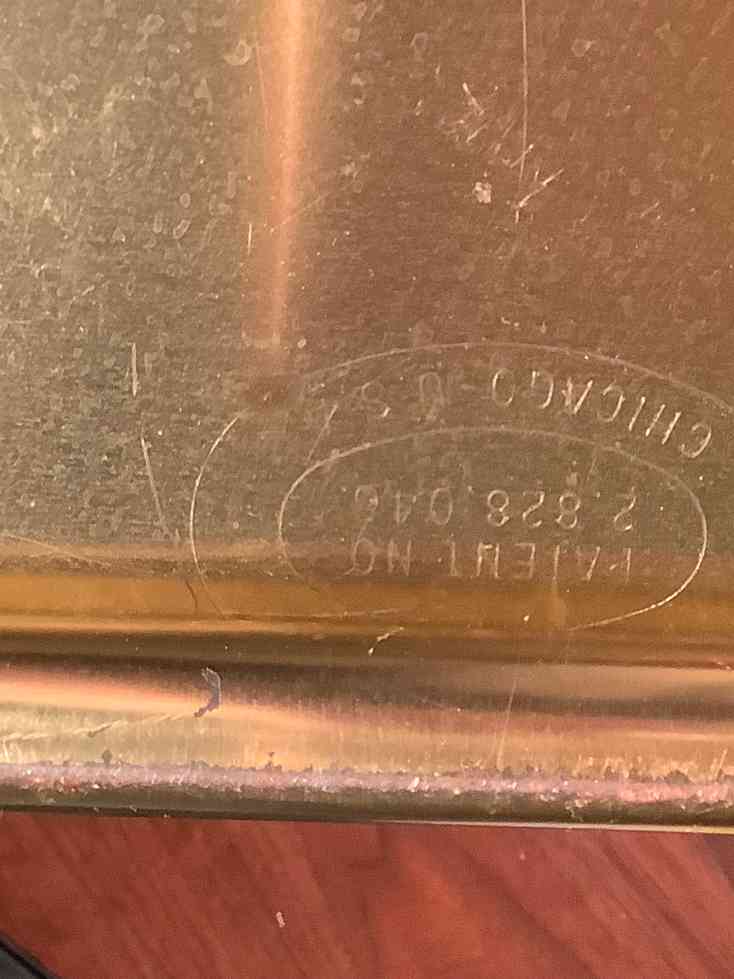 PATENT NO.
2,828,046
CHICAGO-U S